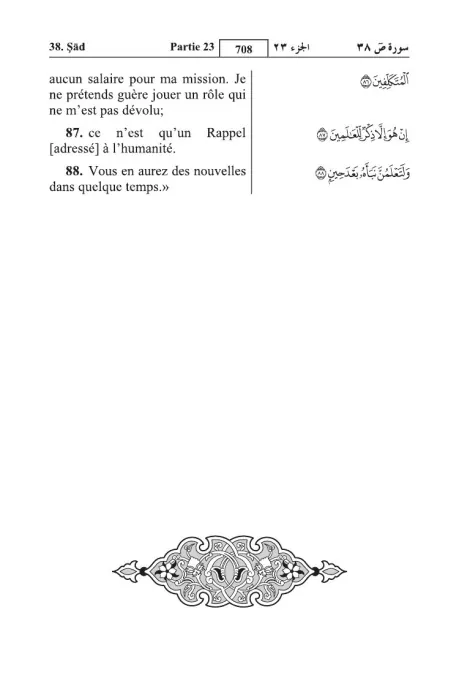 38. Ṣād Partie 23 708 الجزء ٢٣ سورة صٓ ٣٨
aucun salaire pour ma mission. Je
ne prétends guère jouer un rôle qui
ne m’est pas dévolu;
87. ce n’est qu’un Rappel
[adressé] à l’humanité.
88. Vous en aurez des nouvelles
dans quelque temps.»
ٱلْمُتَكَلِّفِينَ ٨٦
إِنْ هُوَ إِلَّا ذِكْرٌ لِّلْعَٰلَمِينَ ٨٧
وَلَتَعْلَمُنَّ نَبَأَهُۥ بَعْدَ حِينٍۭ ٨٨